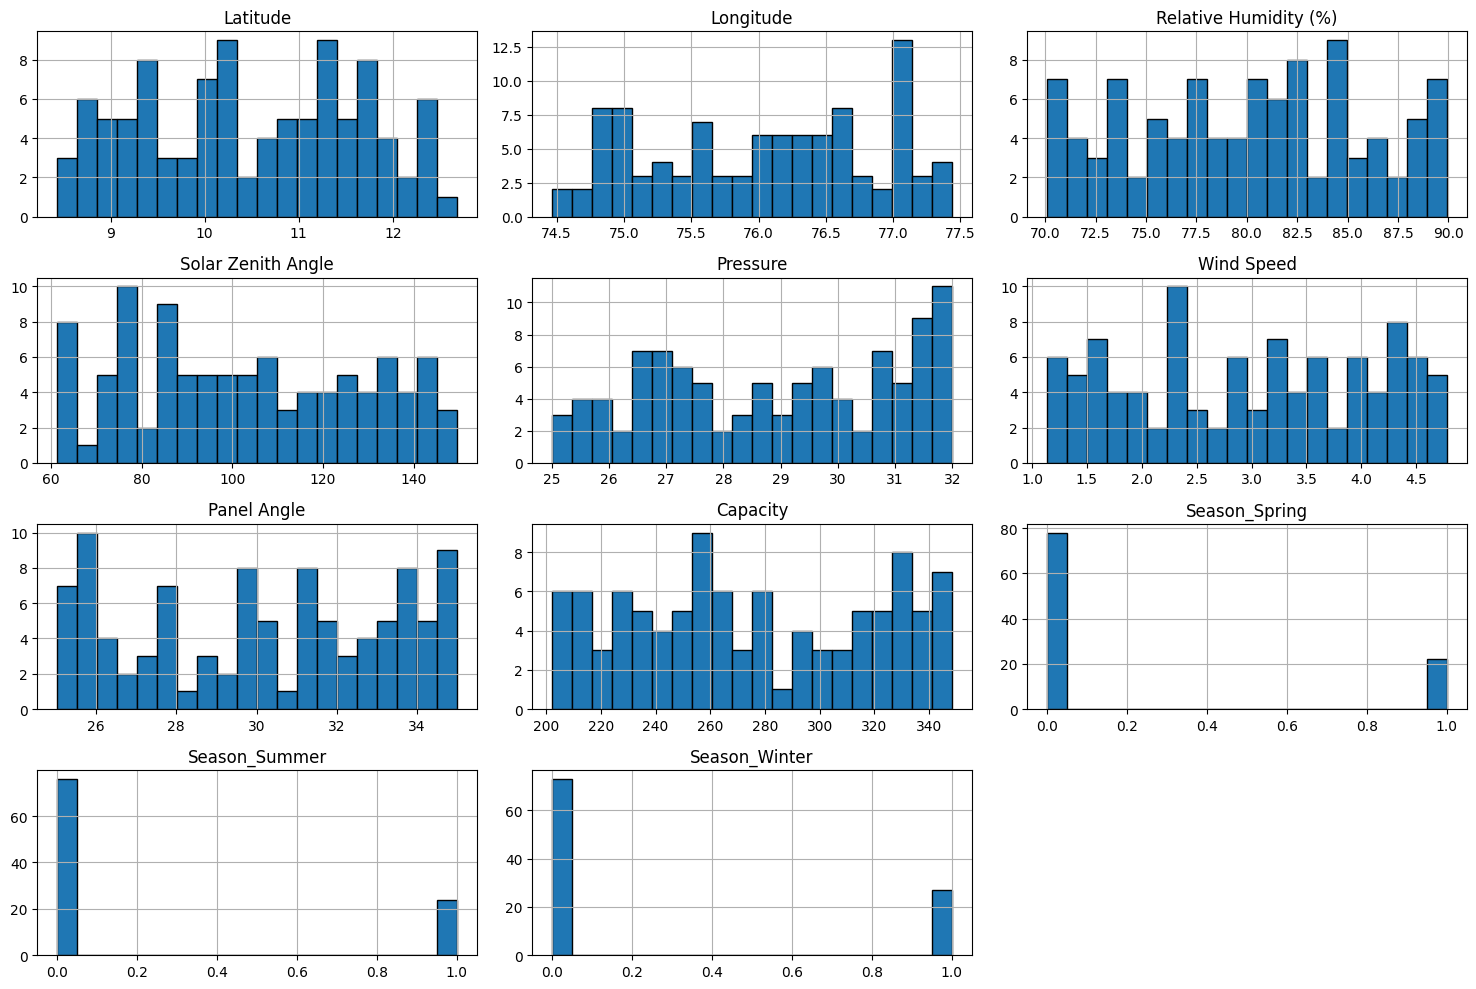 Latitude Longitude Relative Humidity (%)
8 12.5 8
6 10.0 6
4 7.5 4
2 5.0 2
0 2.5 0
0.0
9 10 11 12 74.5 75.0 75.5 76.0 76.5 77.0 77.5 70.0 72.5 75.0 77.5 80.0 82.5 85.0 87.5 90.0
Solar Zenith Angle Pressure Wind Speed
10 10 10
8 8 8
6 6 6
4 4 4
2 2 2
0 0 0
60 80 100 120 140 25 26 27 28 29 30 31 32 1.0 1.5 2.0 2.5 3.0 3.5 4.0 4.5
Panel Angle Capacity Season_Spring
10 8 80
8 6 60
6 4 40
4 2 20
2 0 0
0
26 28 30 32 34 200 220 240 260 280 300 320 340 0.0 0.2 0.4 0.6 0.8 1.0
Season_Summer Season_Winter
60 60
40 40
20 20
0 0
0.0 0.2 0.4 0.6 0.8 1.0 0.0 0.2 0.4 0.6 0.8 1.0